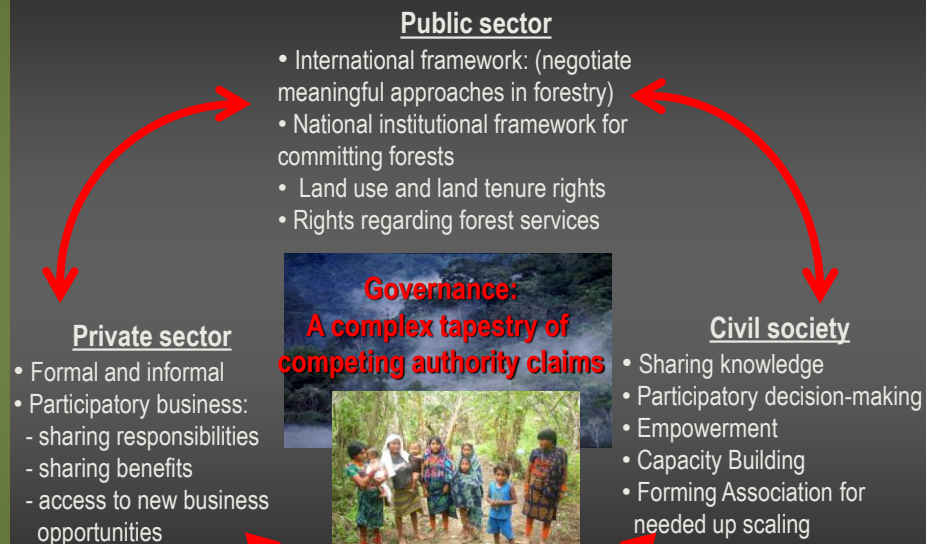 Public sector
• International framework: (negotiate
meaningful approaches in forestry)
• National institutional framework for
committing forests
• Land use and land tenure rights
• Rights regarding forest services
Governance:
A complex tapestry of
competing authority claims
Private sector
• Formal and informal
• Participatory business:
- sharing responsibilities
- sharing benefits
- access to new business
opportunities
Civil society
• Sharing knowledge
• Participatory decision-making
• Empowerment
• Capacity Building
• Forming Association for
needed up scaling